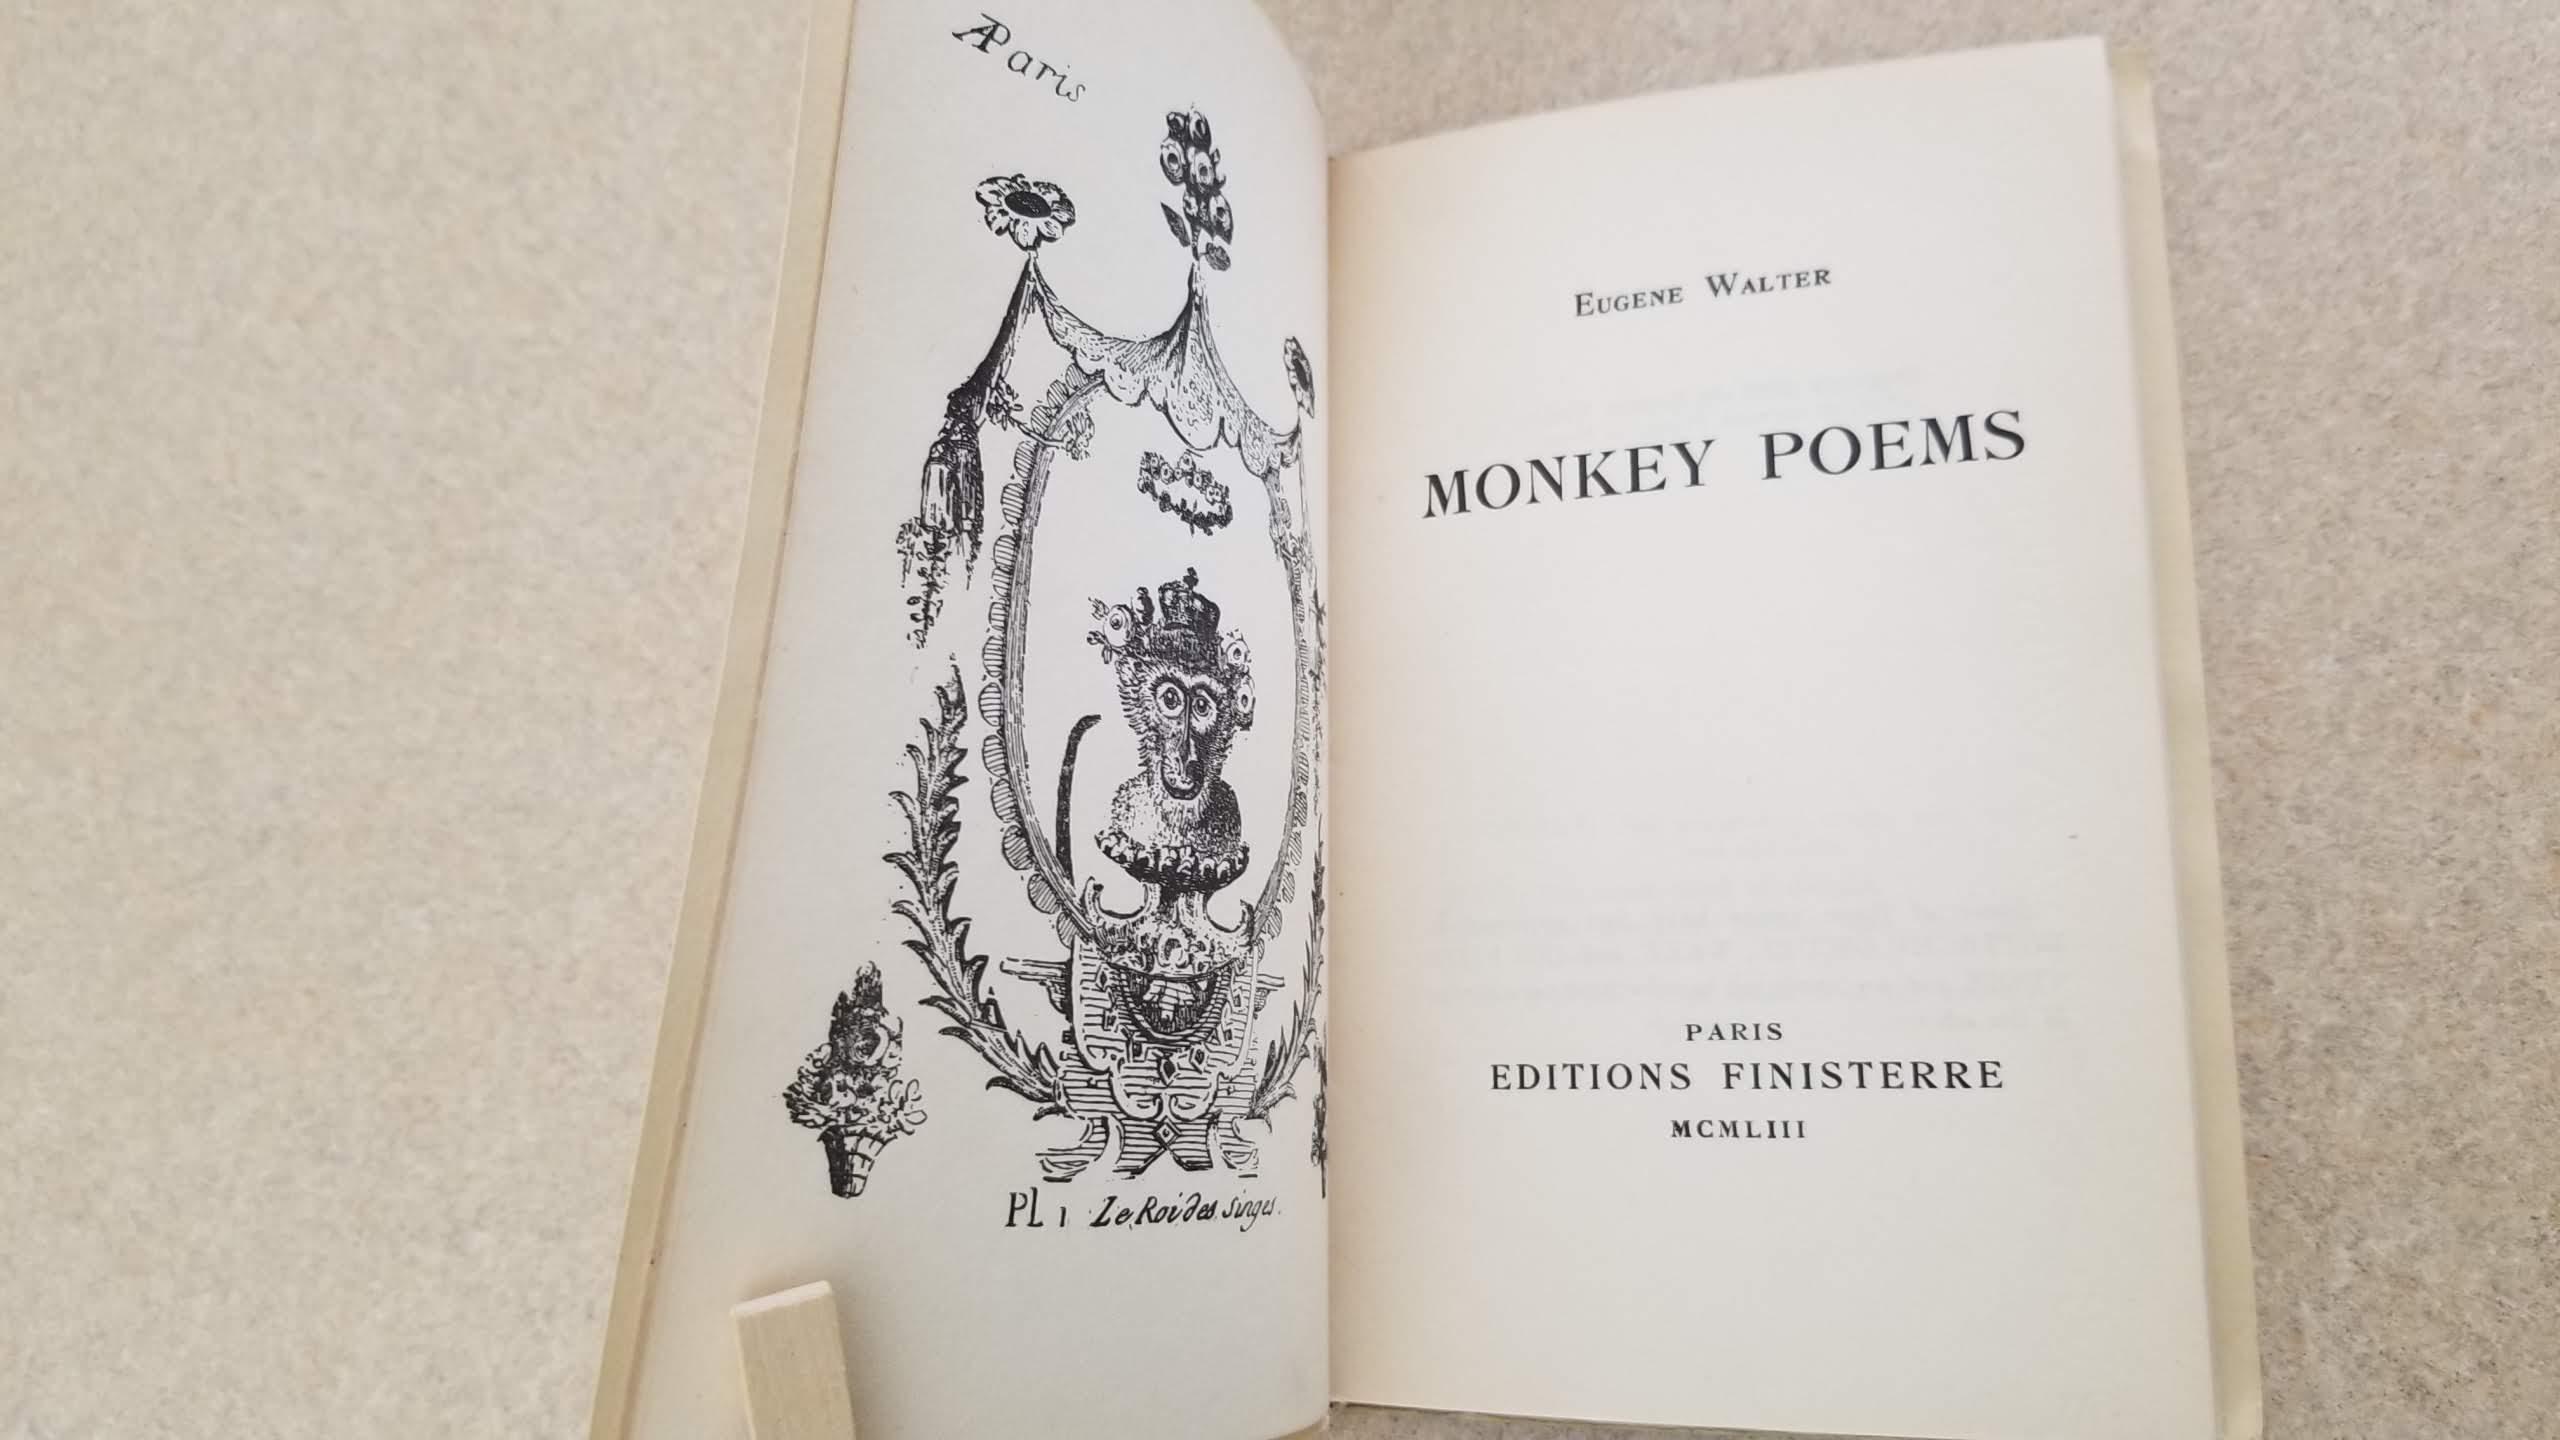 A Paris
Pl 1 Le Roi des singes.
EUGENE WALTER
MONKEY POEMS
PARIS
EDITIONS FINISTERRE
MCMLIII